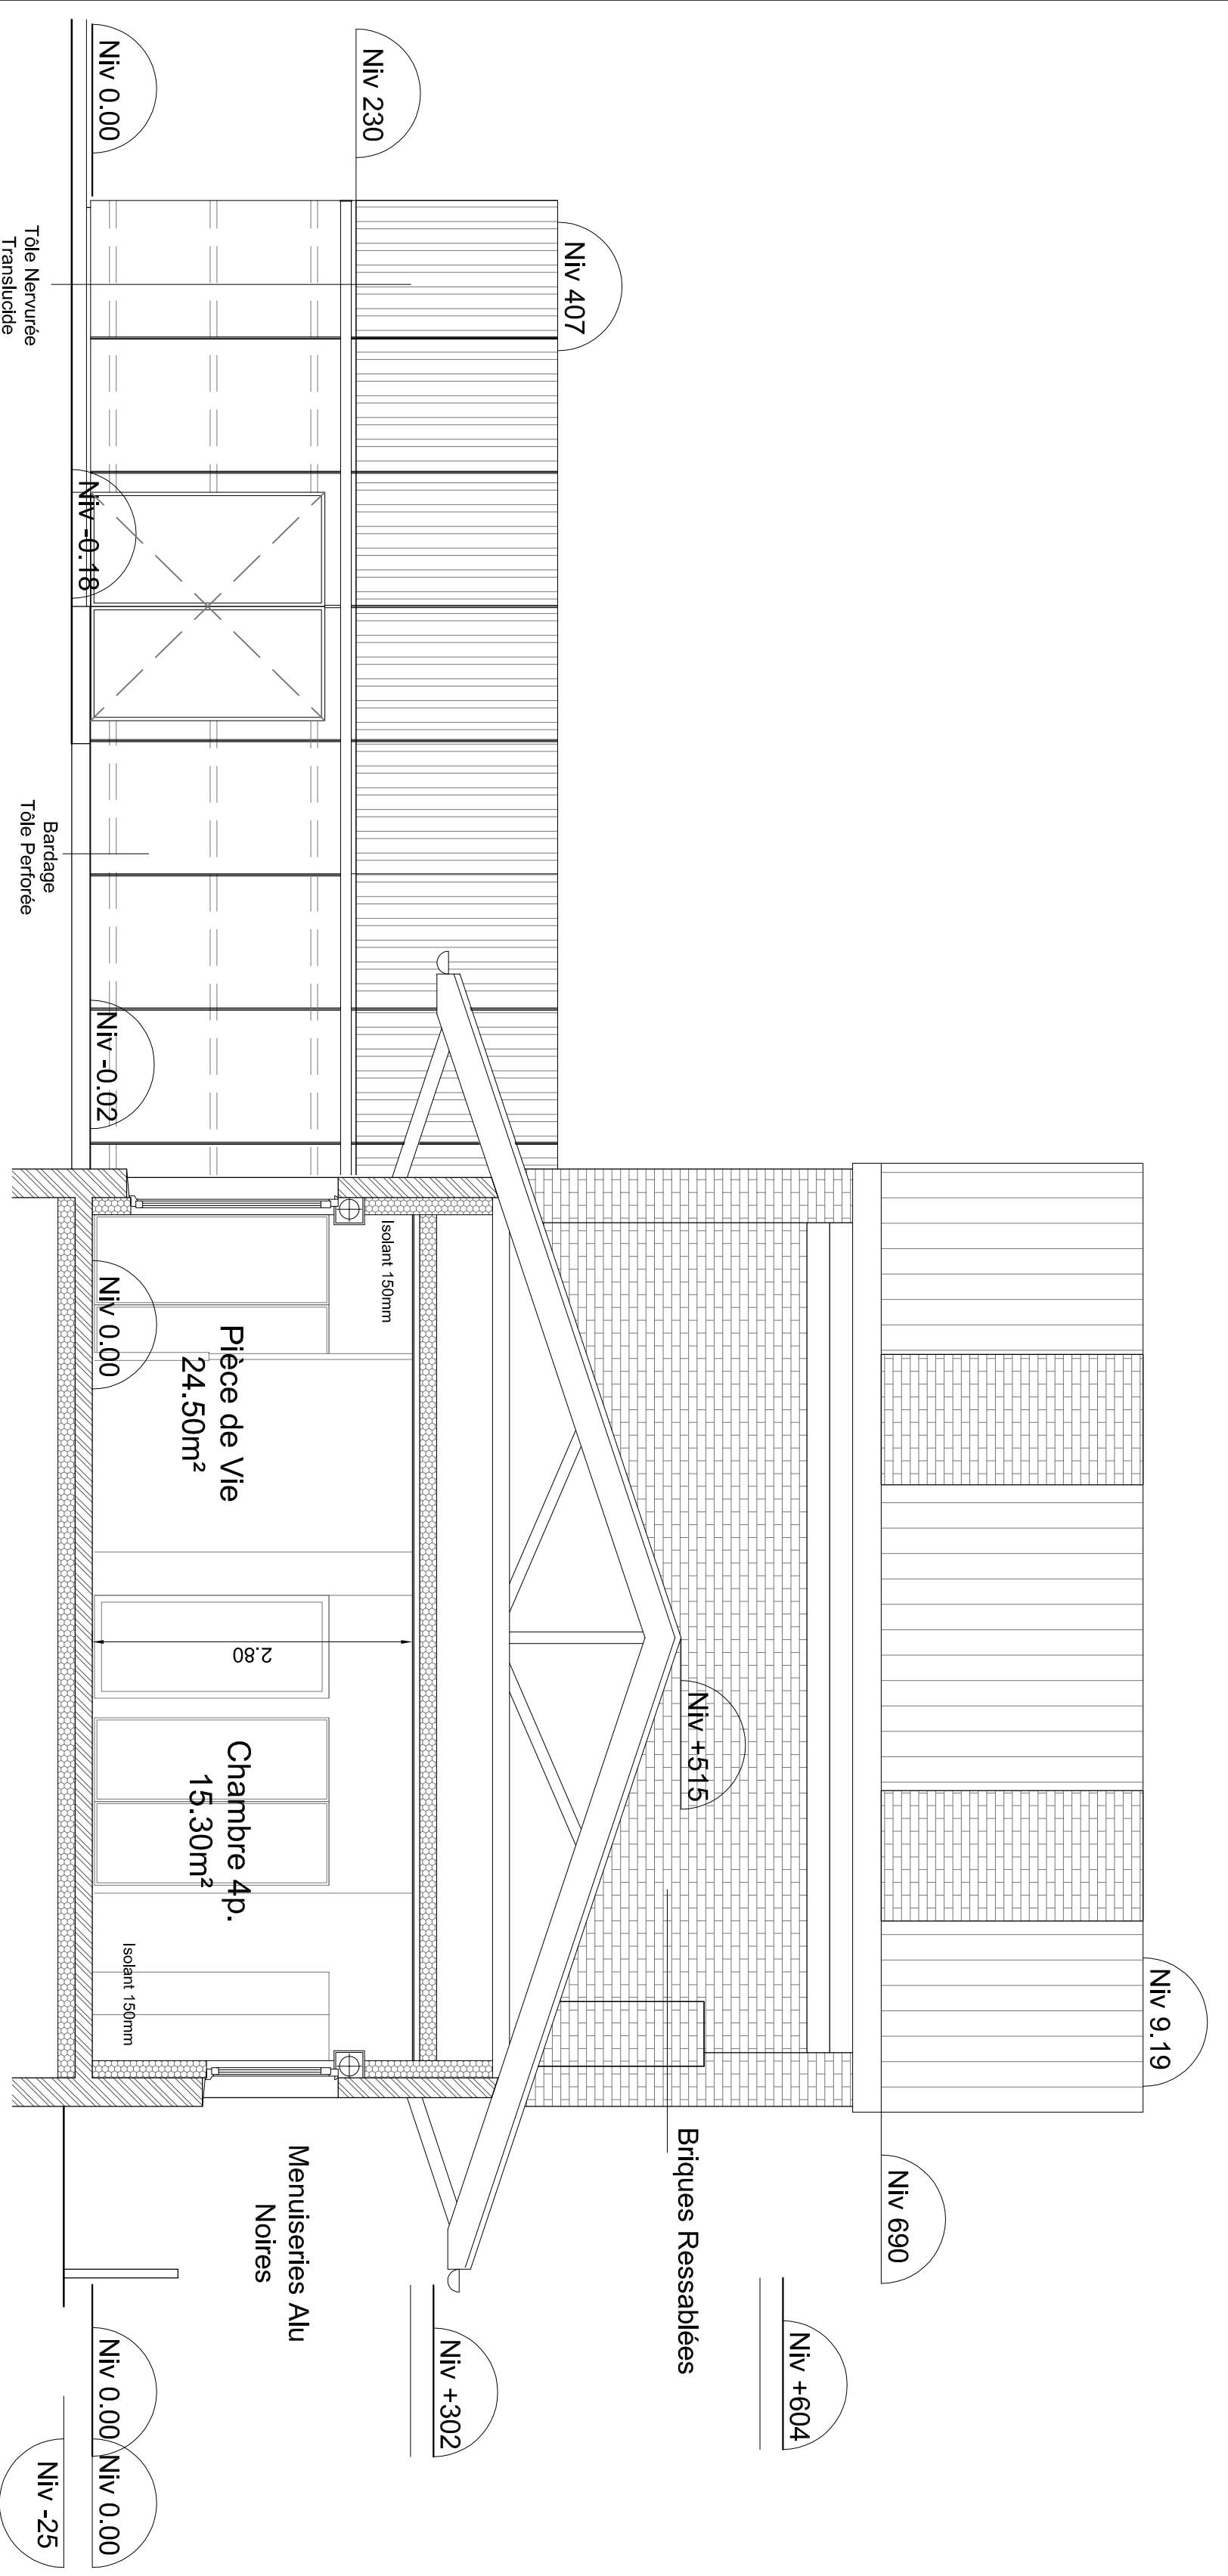 Niv 9.19
Niv 690
Niv +604
Niv +515
Briques Ressablées
Niv 407
Niv +302
Niv 230
Isolant 150mm
Menuiseries Alu
Noires
Pièce de Vie
24.50m²
2.80
Chambre 4p.
15.30m²
Isolant 150mm
Niv 0.00
Niv -0.18
Niv -0.02
Niv 0.00
Niv 0.00
Niv 0.00
Niv -25
Tôle Nervurée
Translucide
Bardage
Tôle Perforée